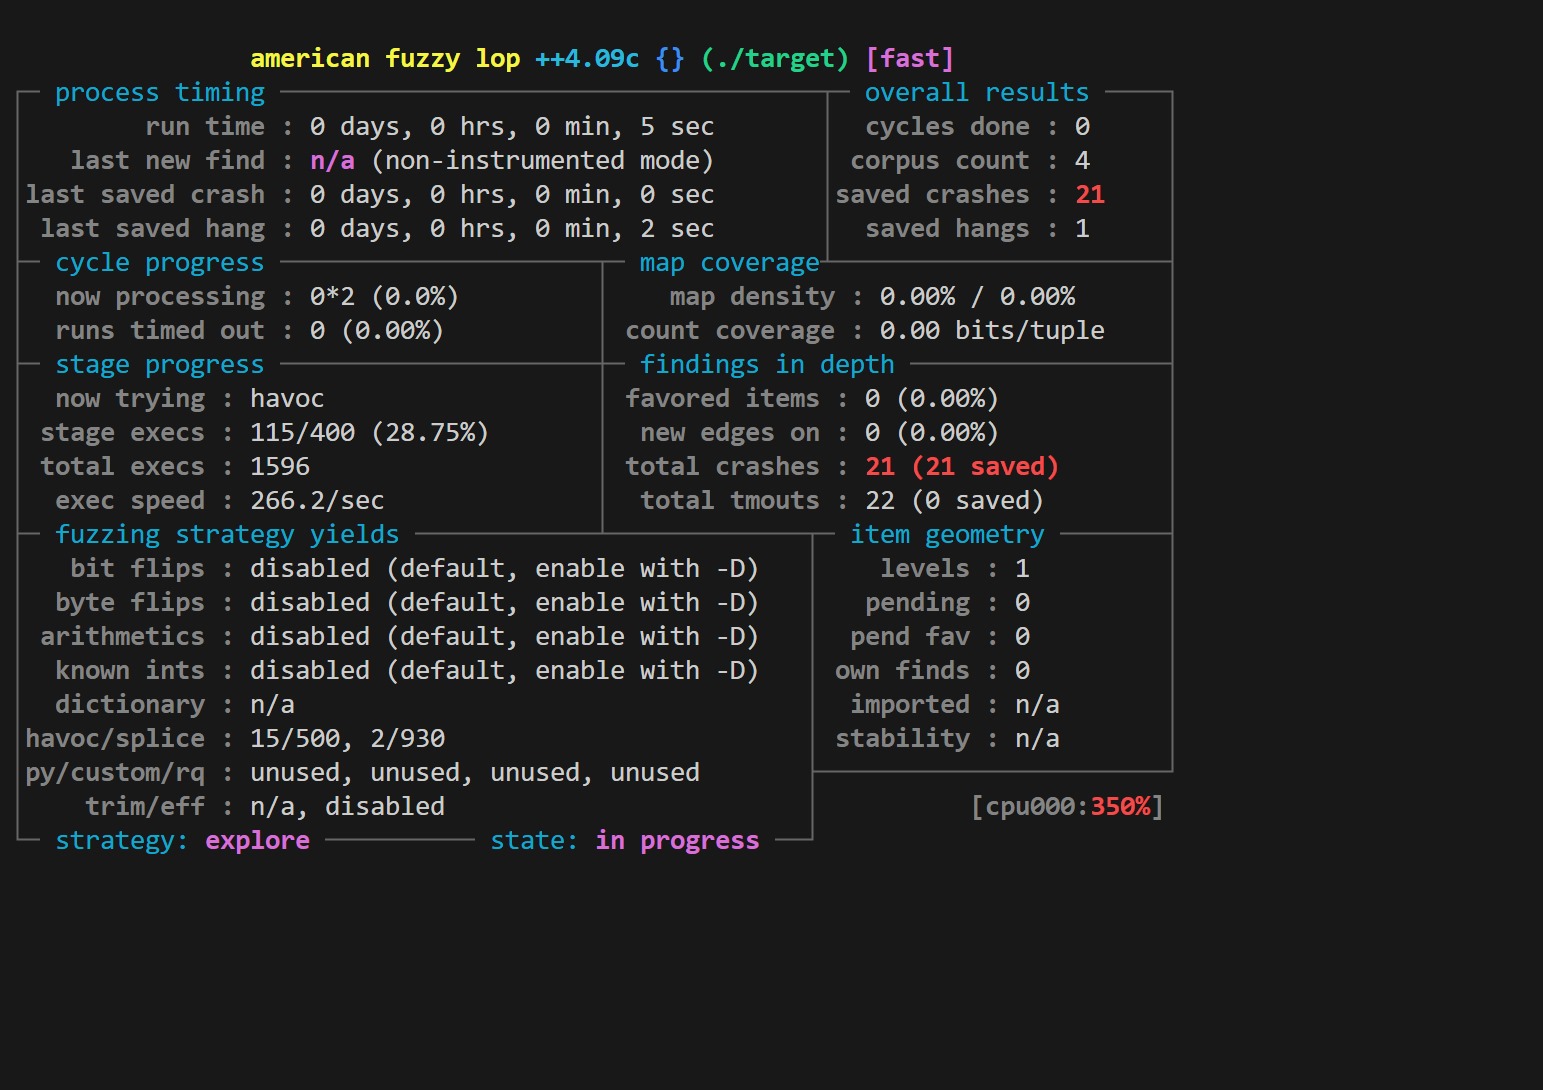 american fuzzy lop ++4.09c {} (./target) [fast]
process timing overall results
run time : 0 days, 0 hrs, 0 min, 5 sec cycles done : 0
last new find : n/a (non-instrumented mode) corpus count : 4
last saved crash : 0 days, 0 hrs, 0 min, 0 sec saved crashes : 21
last saved hang : 0 days, 0 hrs, 0 min, 2 sec saved hangs : 1
cycle progress map coverage
now processing : 0*2 (0.0%) map density : 0.00% / 0.00%
runs timed out : 0 (0.00%) count coverage : 0.00 bits/tuple
stage progress findings in depth
now trying : havoc favored items : 0 (0.00%)
stage execs : 115/400 (28.75%) new edges on : 0 (0.00%)
total execs : 1596 total crashes : 21 (21 saved)
exec speed : 266.2/sec total tmouts : 22 (0 saved)
fuzzing strategy yields item geometry
bit flips : disabled (default, enable with -D) levels : 1
byte flips : disabled (default, enable with -D) pending : 0
arithmetics : disabled (default, enable with -D) pend fav : 0
known ints : disabled (default, enable with -D) own finds : 0
dictionary : n/a imported : n/a
havoc/splice : 15/500, 2/930 stability : n/a
py/custom/rq : unused, unused, unused, unused
trim/eff : n/a, disabled [cpu000:350%]
strategy: explore state: in progress